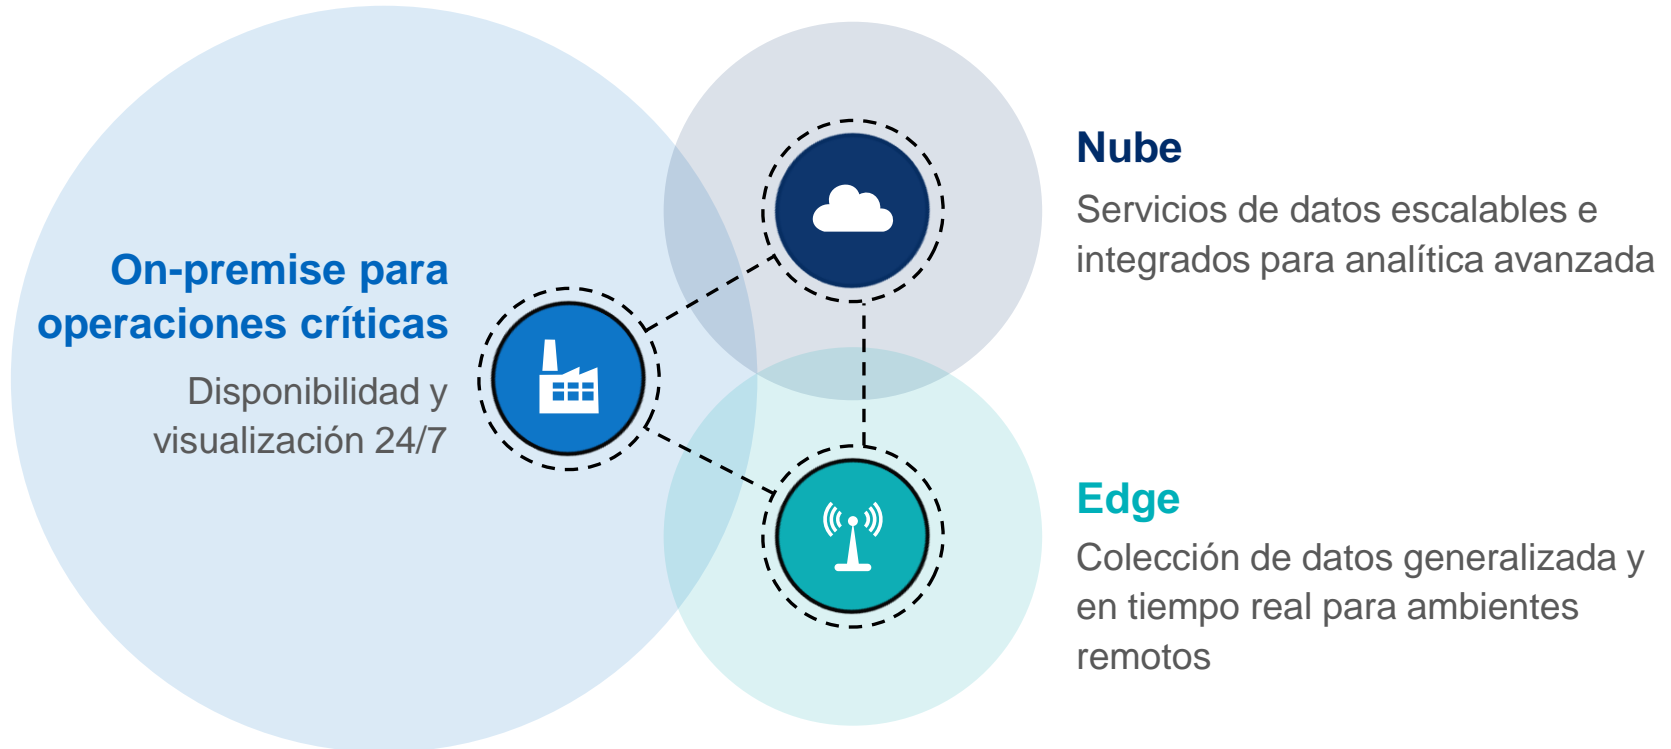 On-premise para
operaciones críticas
Disponibilidad y
visualización 24/7
Nube
Servicios de datos escalables e
integrados para analítica avanzada
Edge
Colección de datos generalizada y
en tiempo real para ambientes
remotos